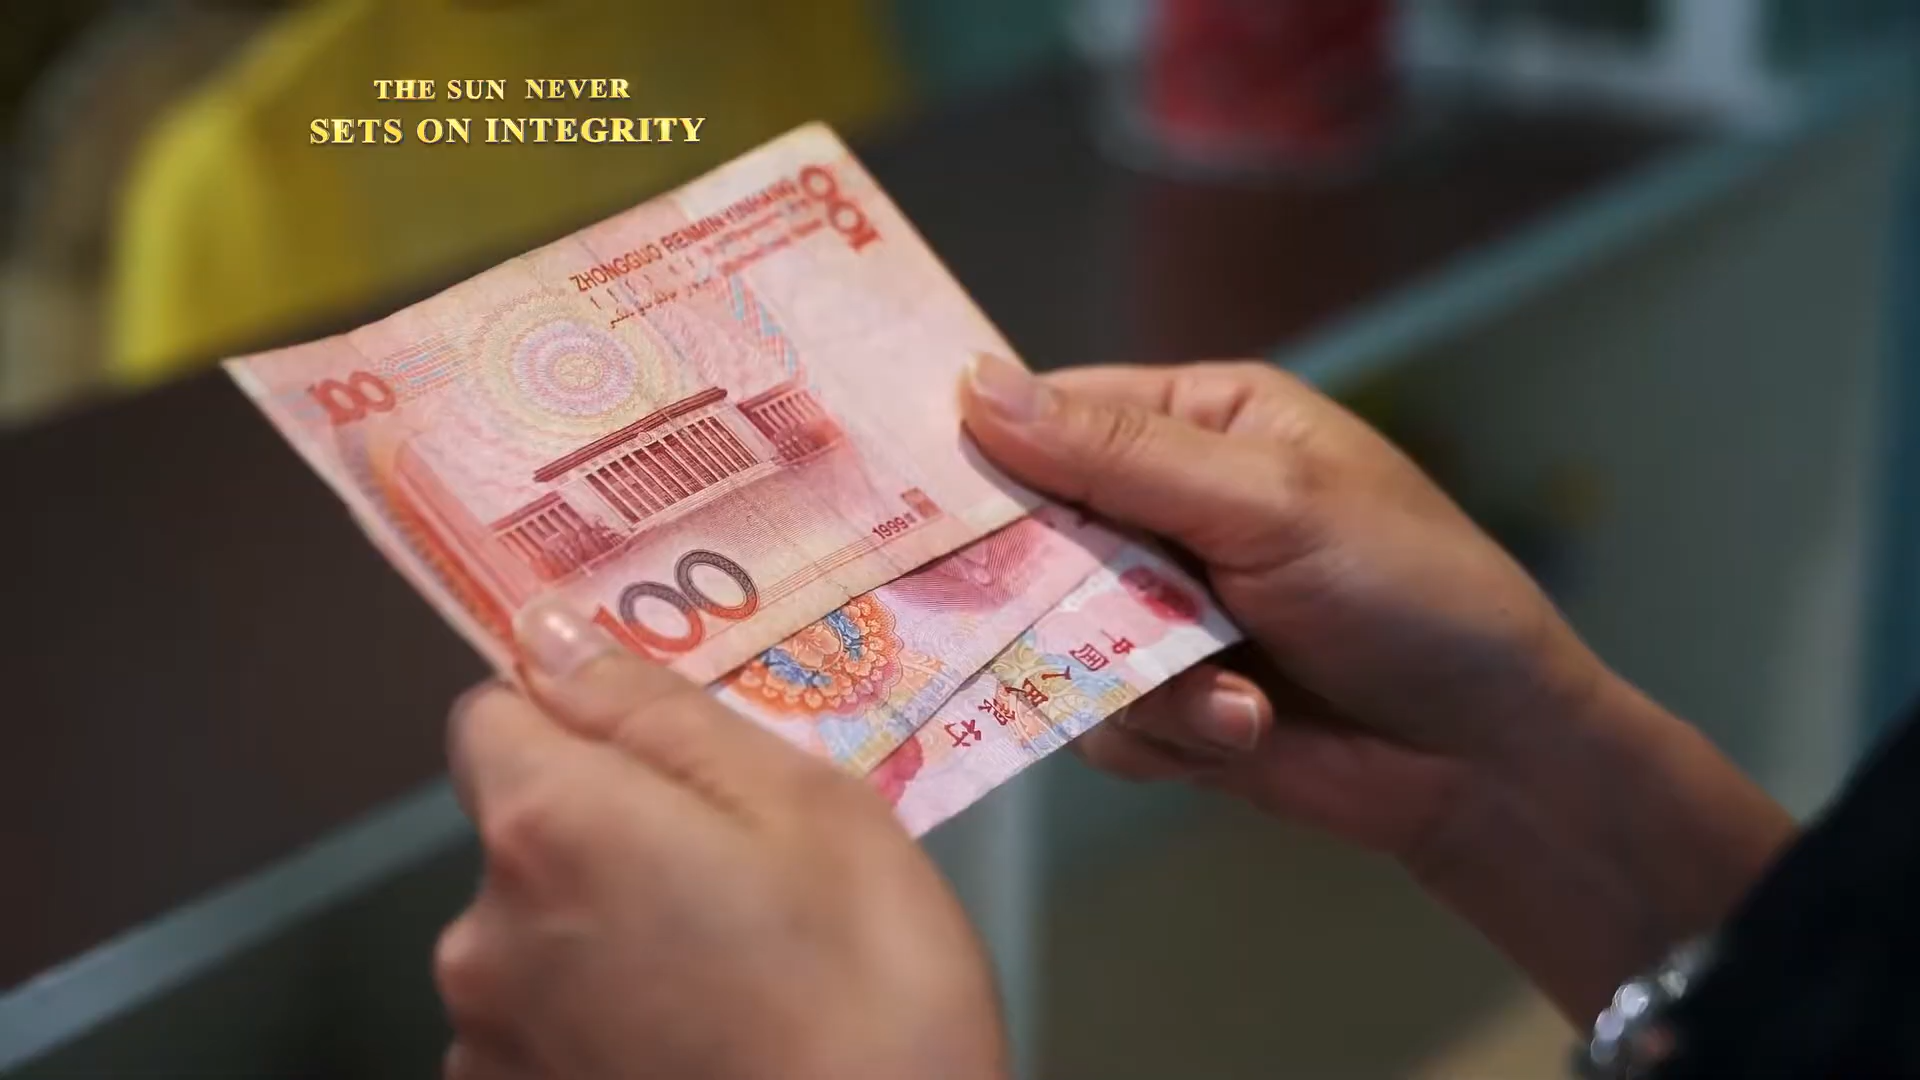 THE SUN NEVER
SETS ON INTEGRITY
ZHONGGUO RENMIN YINHANG
100
100
1999年
100
中国人民银行